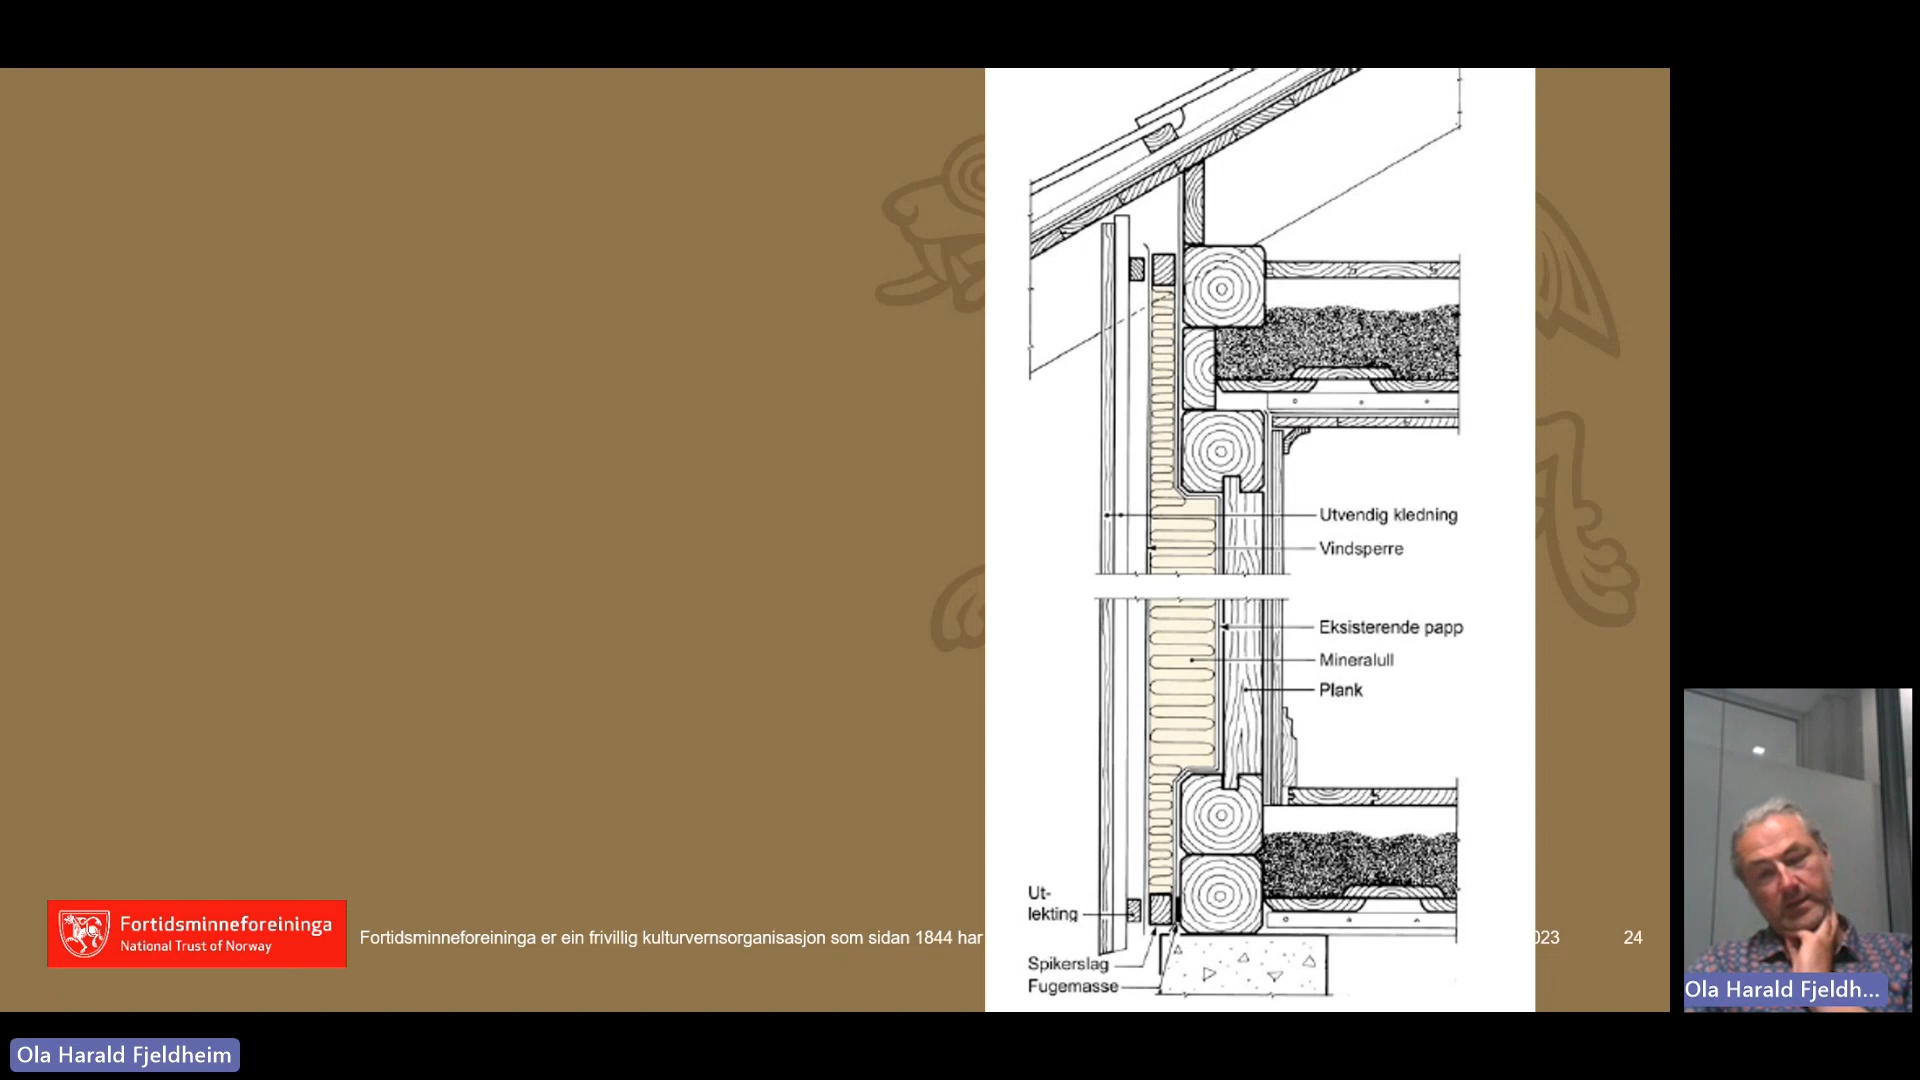 Utvendig kledning
Vindsperre
Eksisterende papp
Mineralull
Plank
Ut-
lekting
Spikerslag
Fugemasse
Fortidsminneforeininga
National Trust of Norway
Fortidsminneforeininga er ein frivillig kulturvernsorganisasjon som sidan 1844 har
023
24
Ola Harald Fjeldh...
Ola Harald Fjeldheim